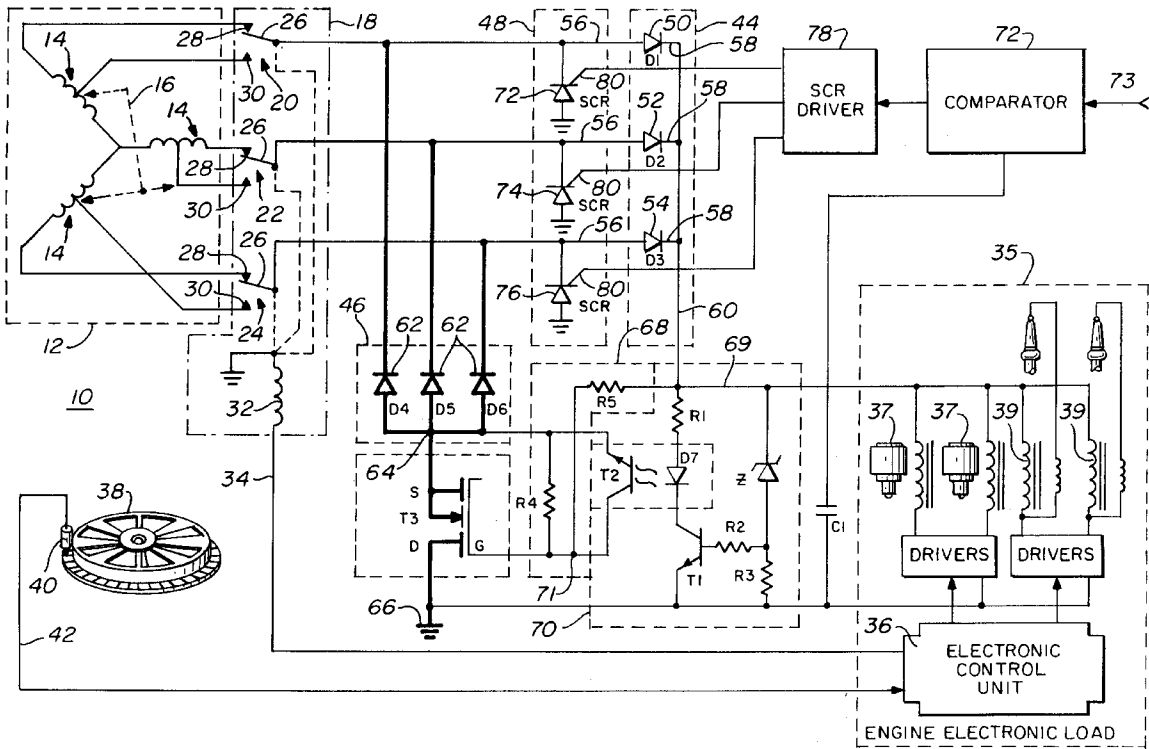 14
28
26
18
48
56
50
44
58
78
72
73
D1
16
30
20
72
80
SCR
SCR DRIVER
COMPARATOR
14
26
56
52
58
28
D2
30
22
74
80
SCR
14
28
26
56
54
58
D3
30
24
76
80
SCR
35
12
46
62
62
60
68
69
10
32
D4
D5
D6
R5
R1
37
37
39
39
64
D7
T2
Z
34
S
R4
38
T3
R2
C1
D
G
T1
R3
DRIVERS
DRIVERS
40
71
66
70
42
36
ELECTRONIC
CONTROL
UNIT
ENGINE ELECTRONIC LOAD